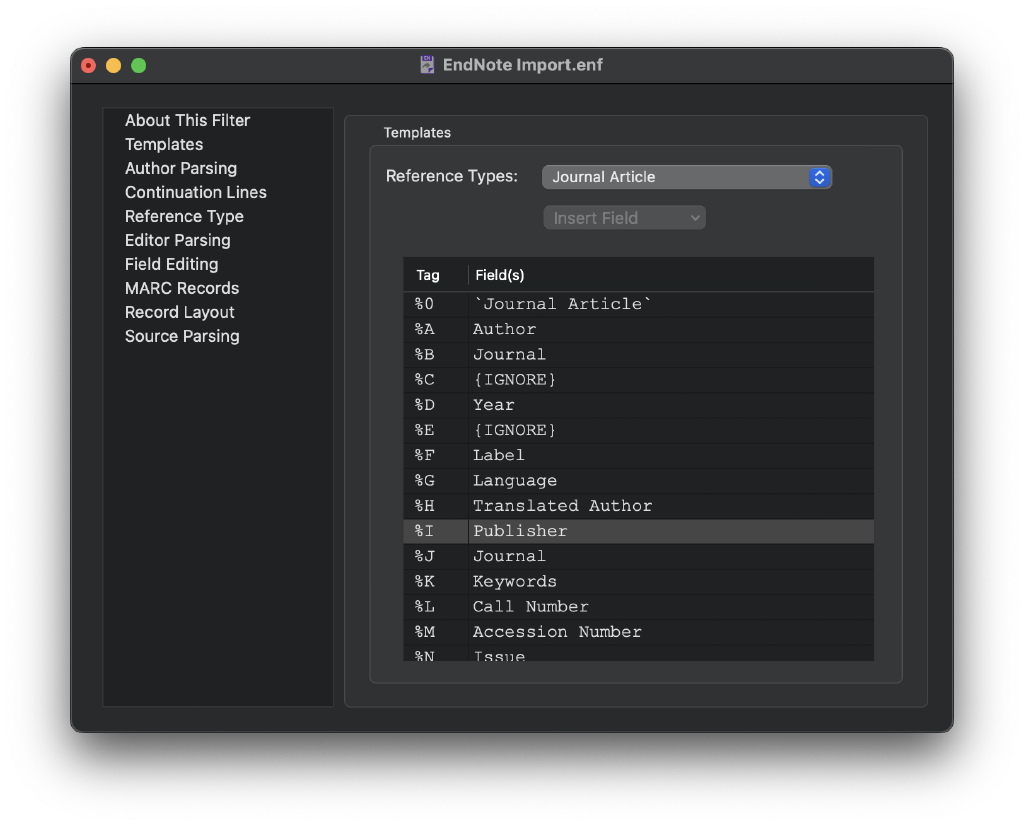 EndNote Import.enf
About This Filter
Templates
Author Parsing
Continuation Lines
Reference Type
Editor Parsing
Field Editing
MARC Records
Record Layout
Source Parsing
Templates
Reference Types: Journal Article
Insert Field
Tag Field(s)
%0 `Journal Article`
%A Author
%B Journal
%C {IGNORE}
%D Year
%E {IGNORE}
%F Label
%G Language
%H Translated Author
%I Publisher
%J Journal
%K Keywords
%L Call Number
%M Accession Number
%N Issue